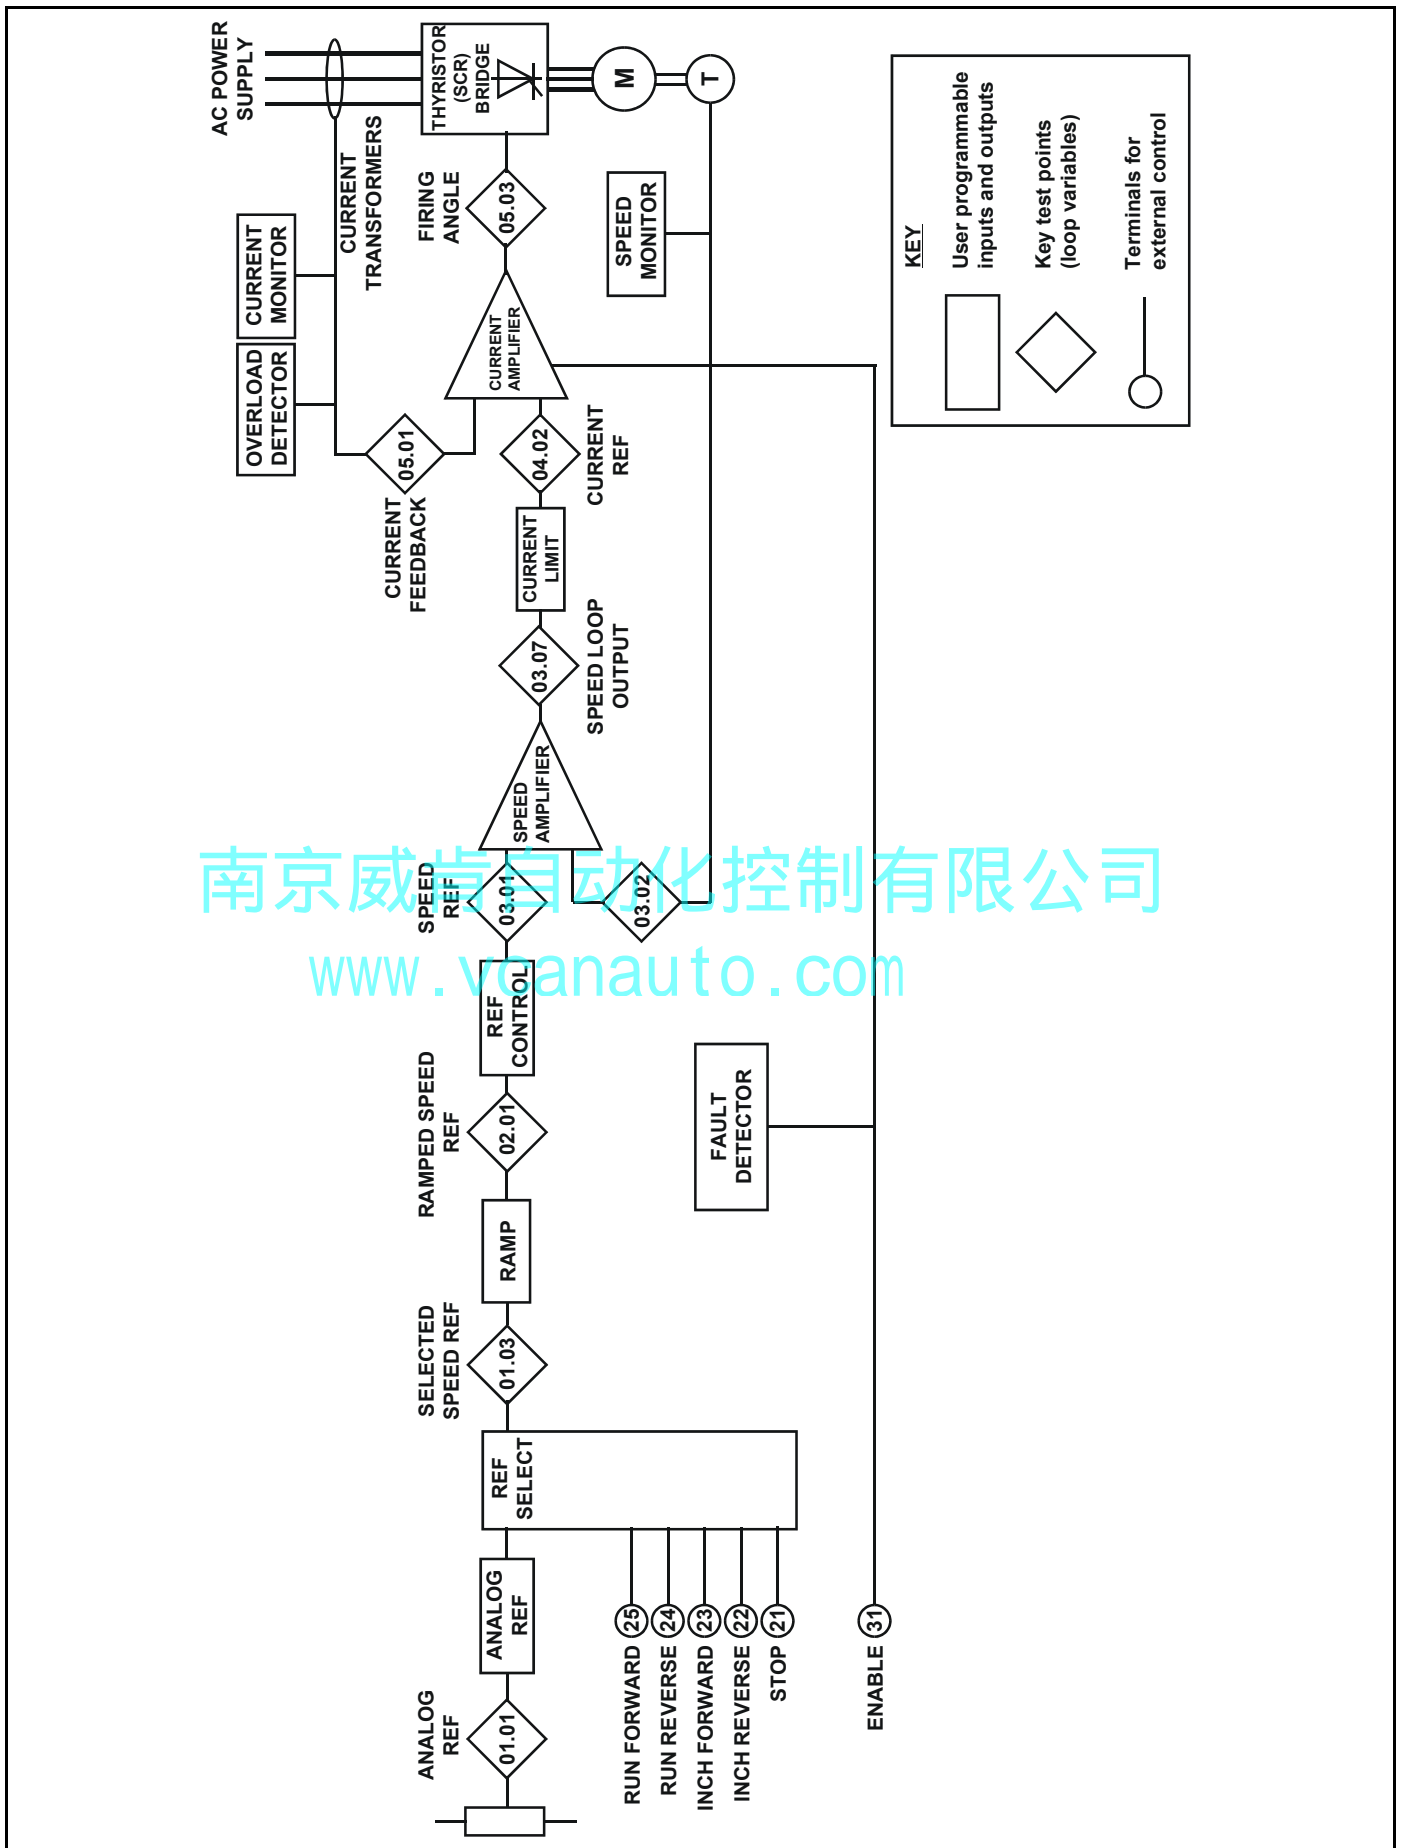 AC POWER
SUPPLY
THYRISTOR
(SCR)
BRIDGE
M
T
CURRENT
TRANSFORMERS
CURRENT
MONITOR
OVERLOAD
DETECTOR
FIRING
ANGLE
05.03
SPEED
MONITOR
CURRENT
AMPLIFIER
05.01
CURRENT
FEEDBACK
04.02
CURRENT
REF
CURRENT
LIMIT
03.07
SPEED LOOP
OUTPUT
SPEED
AMPLIFIER
SPEED
REF
03.01
03.02
REF
CONTROL
RAMPED SPEED
REF
02.01
RAMP
SELECTED
SPEED REF
01.03
REF
SELECT
ANALOG
REF
ANALOG
REF
01.01
FAULT
DETECTOR
RUN FORWARD 25
RUN REVERSE 24
INCH FORWARD 23
INCH REVERSE 22
STOP 21
ENABLE 31
KEY
User programmable
inputs and outputs
Key test points
(loop variables)
Terminals for
external control
南京威肯自动化控制有限公司
www.vcanauto.com